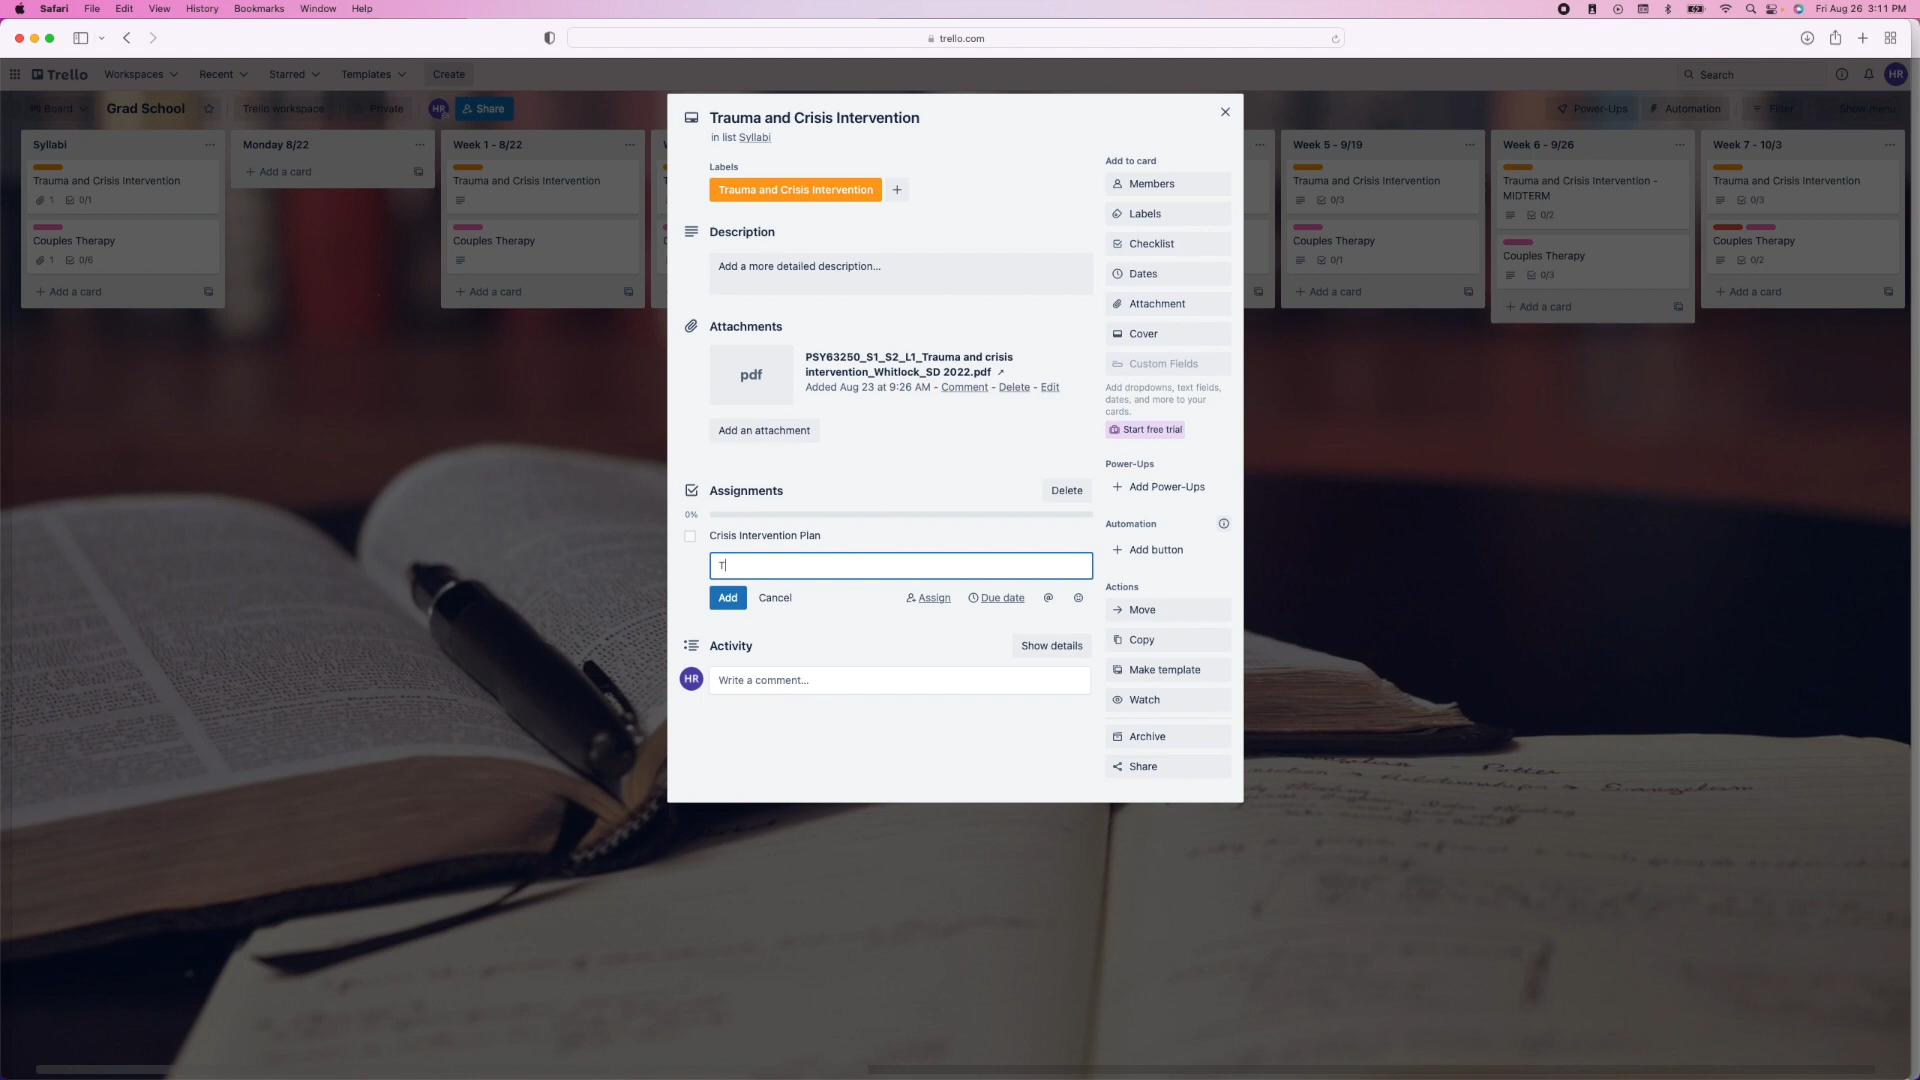 Safari File Edit View History Bookmarks Window Help
Fri Aug 26 3:11 PM
trello.com
Trello Workspaces Recent Starred Templates Create
Search
HR
Board Grad School Trello workspace Private HR Share
Power-Ups Automation Filter Show menu
Syllabi
Trauma and Crisis Intervention
1 0/1
Couples Therapy
1 0/6
+ Add a card
Monday 8/22
+ Add a card
Week 1 - 8/22
Trauma and Crisis Intervention
Couples Therapy
+ Add a card
Trauma and Crisis Intervention
in list Syllabi
Labels
Trauma and Crisis Intervention +
Description
Add a more detailed description...
Attachments
pdf
PSY63250_S1_S2_L1_Trauma and crisis
intervention_Whitlock_SD 2022.pdf ↗
Added Aug 23 at 9:26 AM - Comment - Delete - Edit
Add an attachment
Assignments
Delete
0%
Crisis Intervention Plan
T
Add Cancel Assign Due date @
Activity
Show details
HR Write a comment...
Add to card
Members
Labels
Checklist
Dates
Attachment
Cover
Custom Fields
Add dropdowns, text fields,
dates, and more to your
cards.
Start free trial
Power-Ups
+ Add Power-Ups
Automation
+ Add button
Actions
→ Move
Copy
Make template
Watch
Archive
Share
Week 5 - 9/19
Trauma and Crisis Intervention
0/3
Couples Therapy
0/1
+ Add a card
Week 6 - 9/26
Trauma and Crisis Intervention -
MIDTERM
0/2
Couples Therapy
0/3
+ Add a card
Week 7 - 10/3
Trauma and Crisis Intervention
0/3
Couples Therapy
0/2
+ Add a card